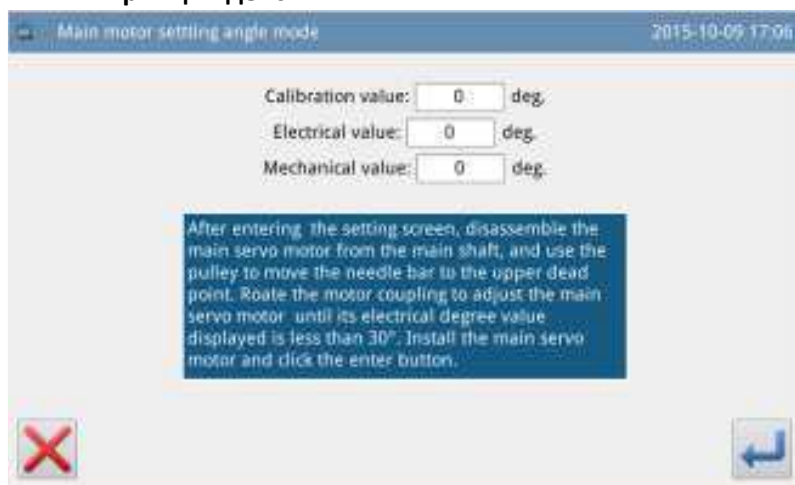 Main motor settting angle mode
2015-10-09 17:06
Calibration value: 0 deg.
Electrical value: 0 deg.
Mechanical value: 0 deg.
After entering the setting screen, disassemble the
main servo motor from the main shaft, and use the
pulley to move the needle bar to the upper dead
point. Roate the motor coupling to adjust the main
servo motor until its electrical degree value
displayed is less than 30°. Install the main servo
motor and click the enter button.